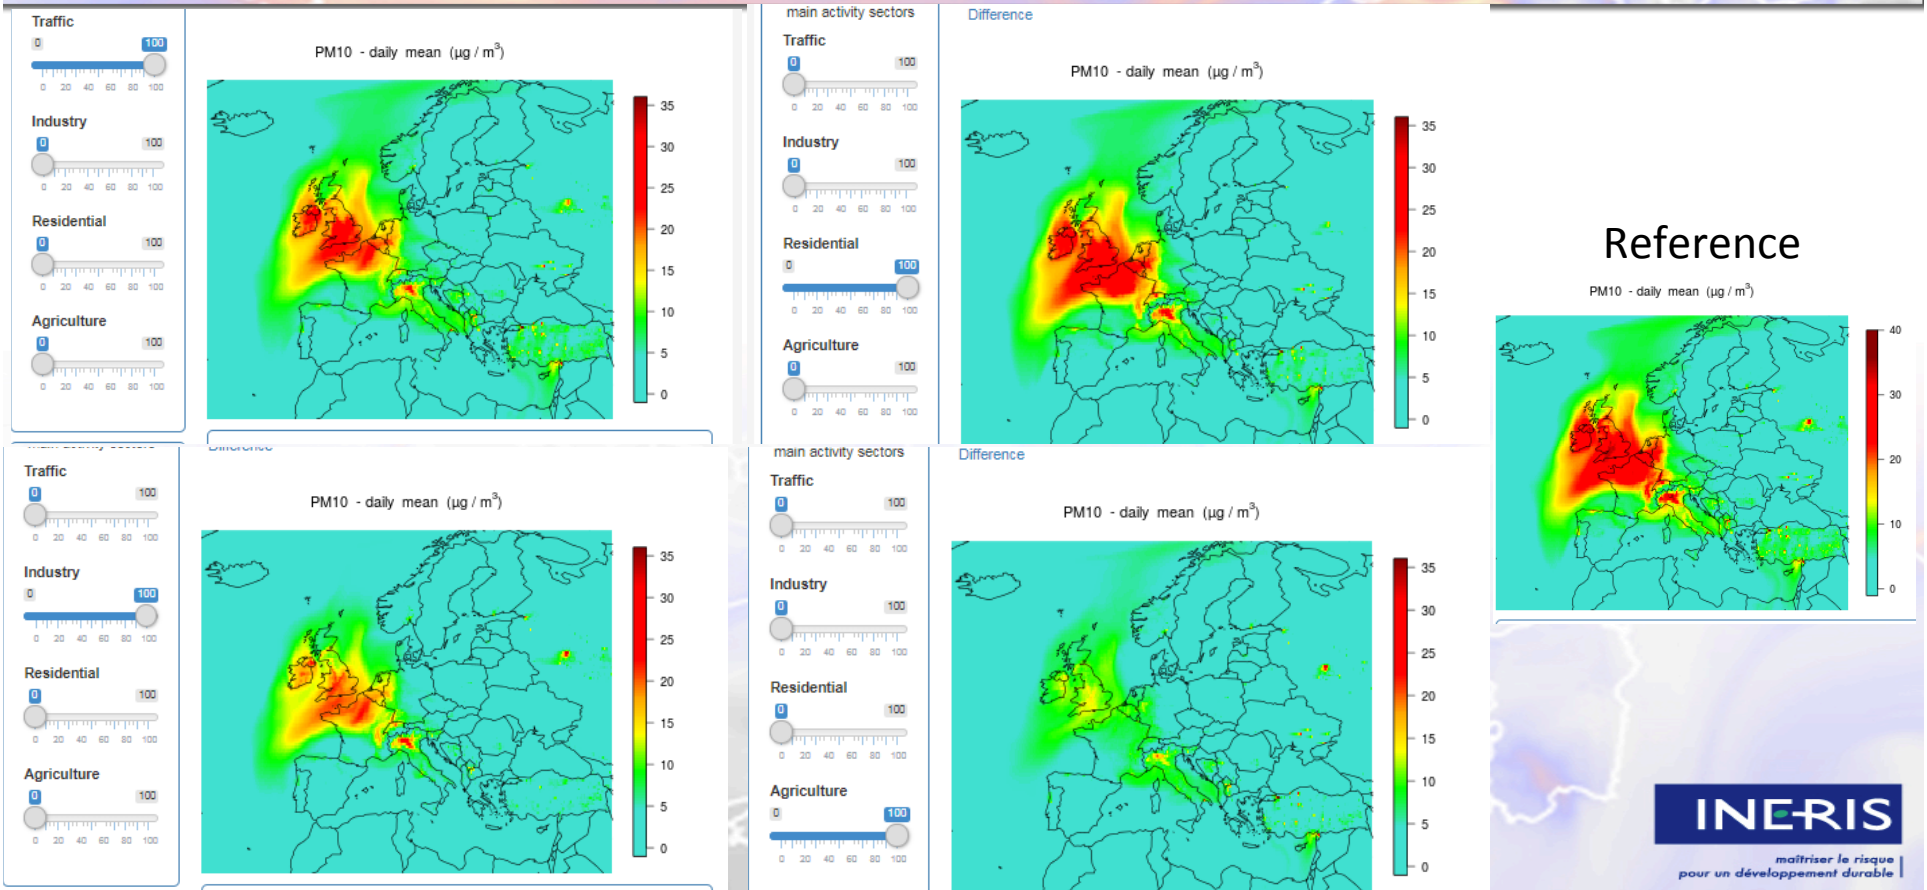 Traffic
0 100
0 20 40 60 80 100
Industry
0 100
0 20 40 60 80 100
Residential
0 100
0 20 40 60 80 100
Agriculture
0 100
0 20 40 60 80 100
PM10 - daily mean (µg / m³)
35
30
25
20
15
10
5
0
main activity sectors
Traffic
0 100
0 20 40 60 80 100
Industry
0 100
0 20 40 60 80 100
Residential
0 100
0 20 40 60 80 100
Agriculture
0 100
0 20 40 60 80 100
Difference
PM10 - daily mean (µg / m³)
35
30
25
20
15
10
5
0
Reference
PM10 - daily mean (µg / m³)
40
30
20
10
0
main activity sectors
Traffic
0 100
0 20 40 60 80 100
Industry
0 100
0 20 40 60 80 100
Residential
0 100
0 20 40 60 80 100
Agriculture
0 100
0 20 40 60 80 100
Difference
PM10 - daily mean (µg / m³)
35
30
25
20
15
10
5
0
main activity sectors
Traffic
0 100
0 20 40 60 80 100
Industry
0 100
0 20 40 60 80 100
Residential
0 100
0 20 40 60 80 100
Agriculture
0 100
0 20 40 60 80 100
Difference
PM10 - daily mean (µg / m³)
35
30
25
20
15
10
5
0
INERIS
maîtriser le risque
pour un développement durable